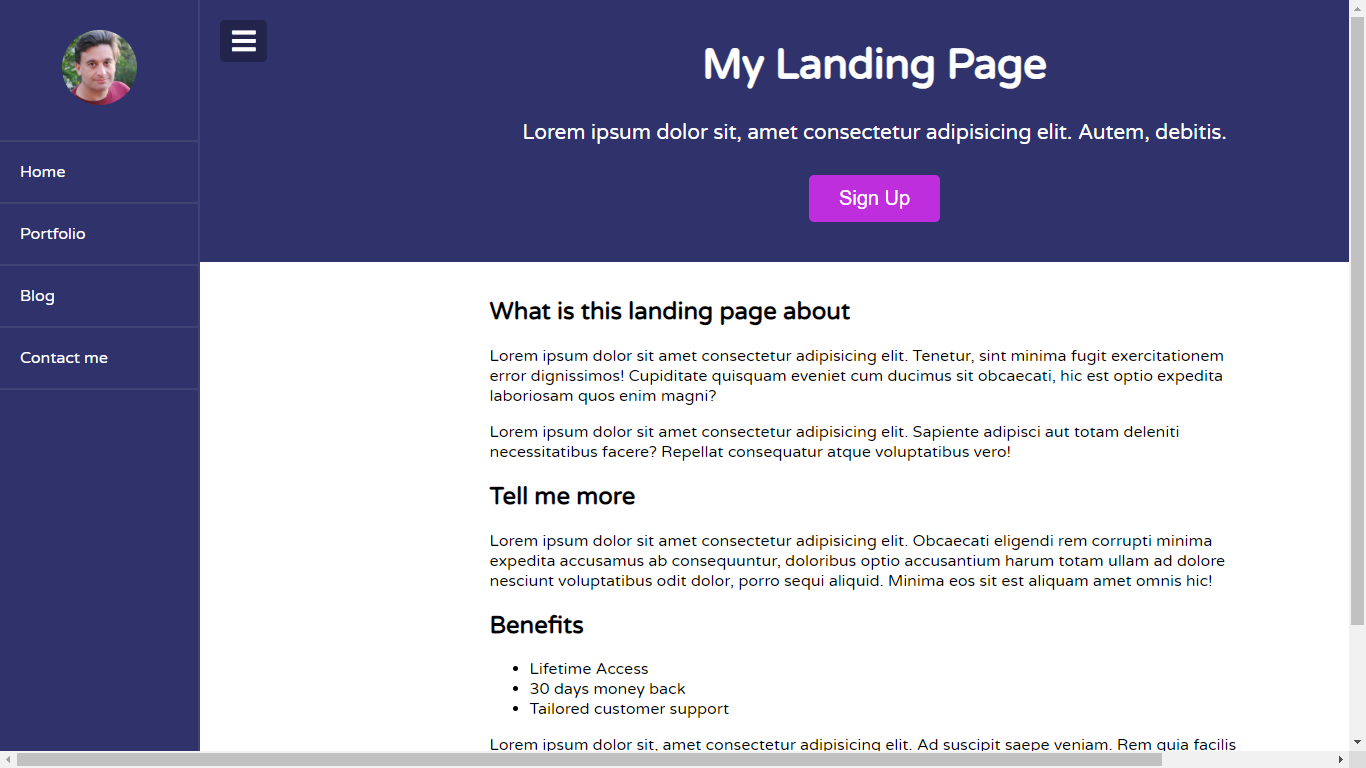 Home
Portfolio
Blog
Contact me
My Landing Page
Lorem ipsum dolor sit, amet consectetur adipisicing elit. Autem, debitis.
Sign Up
What is this landing page about
Lorem ipsum dolor sit amet consectetur adipisicing elit. Tenetur, sint minima fugit exercitationem
error dignissimos! Cupiditate quisquam eveniet cum ducimus sit obcaecati, hic est optio expedita
laboriosam quos enim magni?
Lorem ipsum dolor sit amet consectetur adipisicing elit. Sapiente adipisci aut totam deleniti
necessitatibus facere? Repellat consequatur atque voluptatibus vero!
Tell me more
Lorem ipsum dolor sit amet consectetur adipisicing elit. Obcaecati eligendi rem corrupti minima
expedita accusamus ab consequuntur, doloribus optio accusantium harum totam ullam ad dolore
nesciunt voluptatibus odit dolor, porro sequi aliquid. Minima eos sit est aliquam amet omnis hic!
Benefits
• Lifetime Access
• 30 days money back
• Tailored customer support
Lorem ipsum dolor sit, amet consectetur adipisicing elit. Ad suscipit saepe veniam. Rem quia facilis